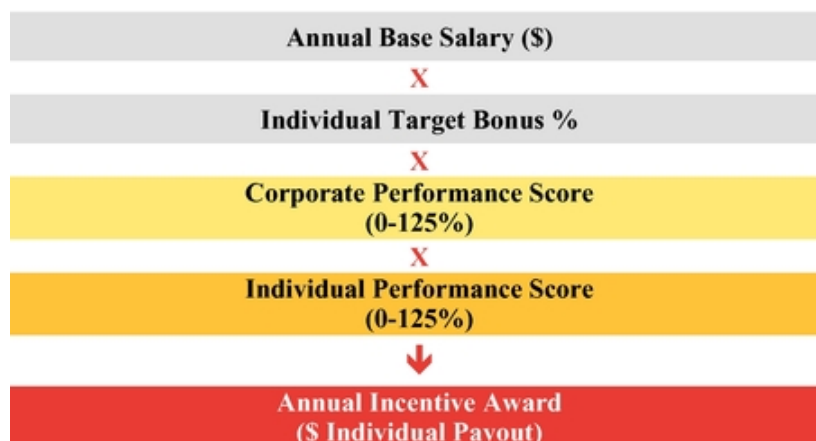 Annual Base Salary ($)
X
Individual Target Bonus %
X
Corporate Performance Score
(0-125%)
X
Individual Performance Score
(0-125%)
Annual Incentive Award
($ Individual Payout)